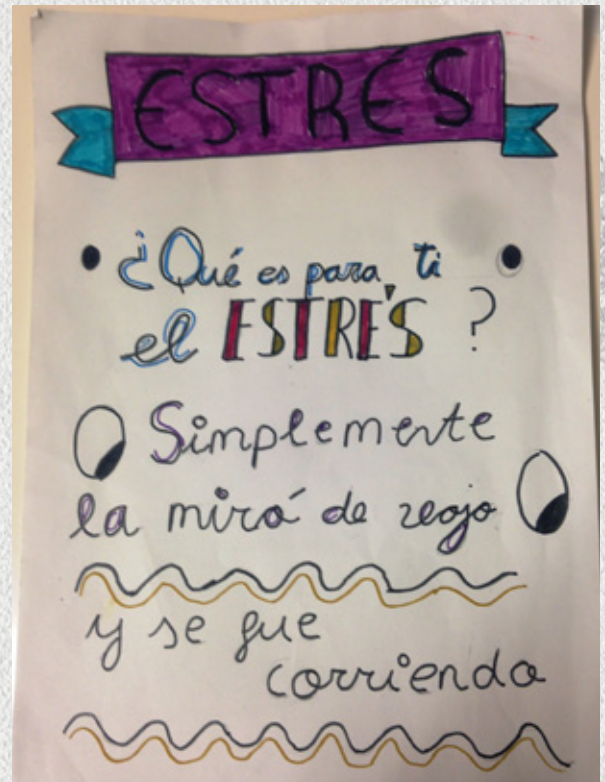 ESTRÉS
¿Qué es para ti
el ESTRÉS ?
Simplemente
la miró de reojo
y se fue
corriendo